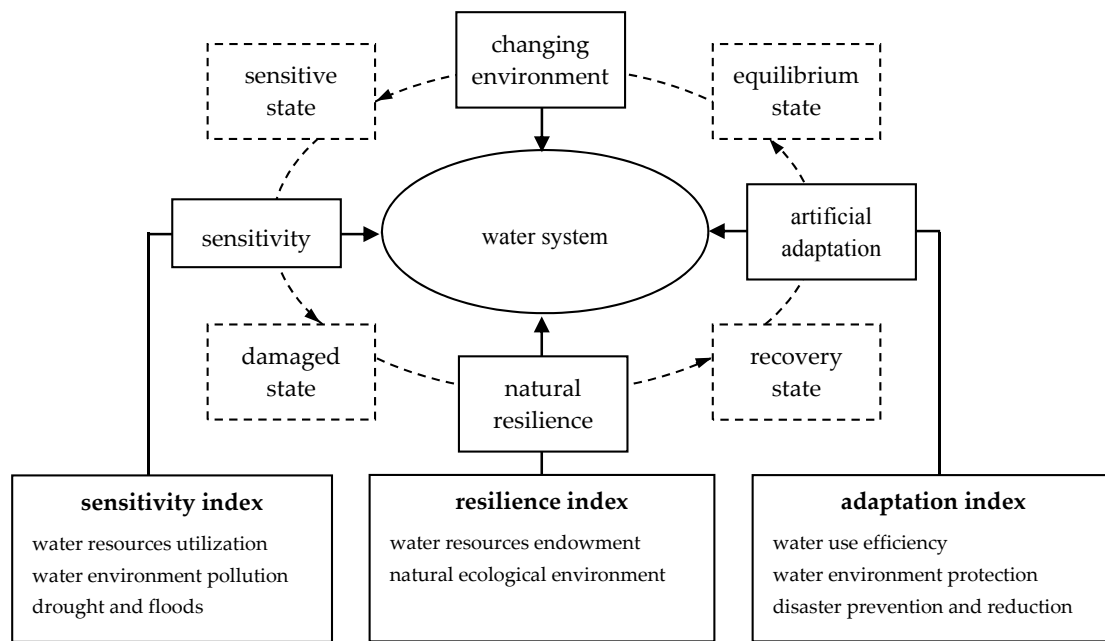 changing
environment
sensitive
state
equilibrium
state
sensitivity
water system
artificial
adaptation
damaged
state
natural
resilience
recovery
state
sensitivity index
water resources utilization
water environment pollution
drought and floods
resilience index
water resources endowment
natural ecological environment
adaptation index
water use efficiency
water environment protection
disaster prevention and reduction